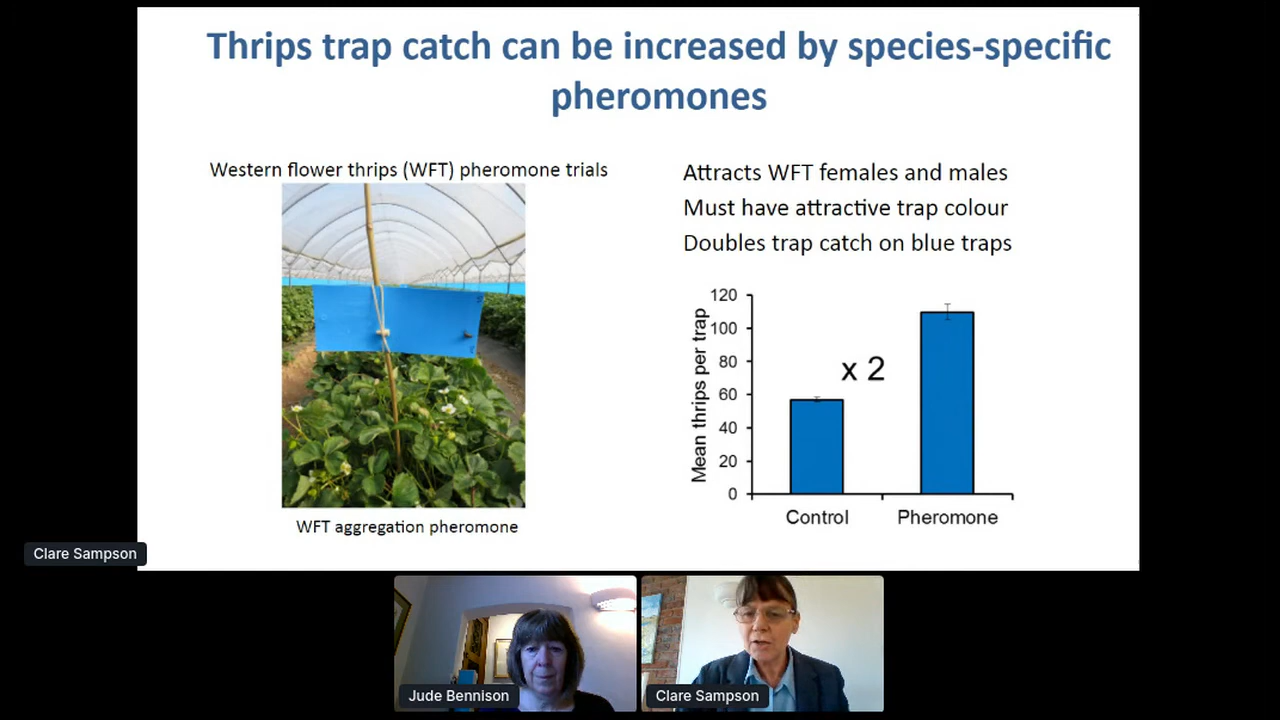 Thrips trap catch can be increased by species-specific
pheromones
Western flower thrips (WFT) pheromone trials
WFT aggregation pheromone
Attracts WFT females and males
Must have attractive trap colour
Doubles trap catch on blue traps
Mean thrips per trap
120
100
80
60
40
20
0
x 2
Control Pheromone
Clare Sampson
Jude Bennison
Clare Sampson